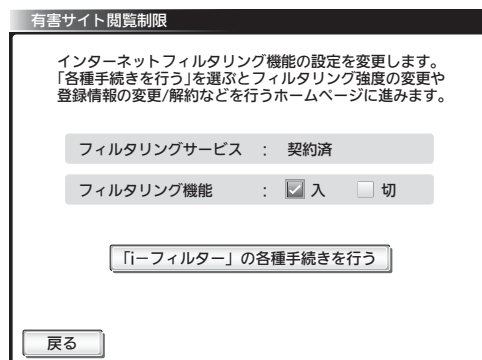 有害サイト閲覧制限
インターネットフィルタリング機能の設定を変更します。
「各種手続きを行う」を選ぶとフィルタリング強度の変更や
登録情報の変更/解約などを行うホームページに進みます。
フィルタリングサービス : 契約済
フィルタリング機能 : 入 切
「iーフィルター」の各種手続きを行う
戻る